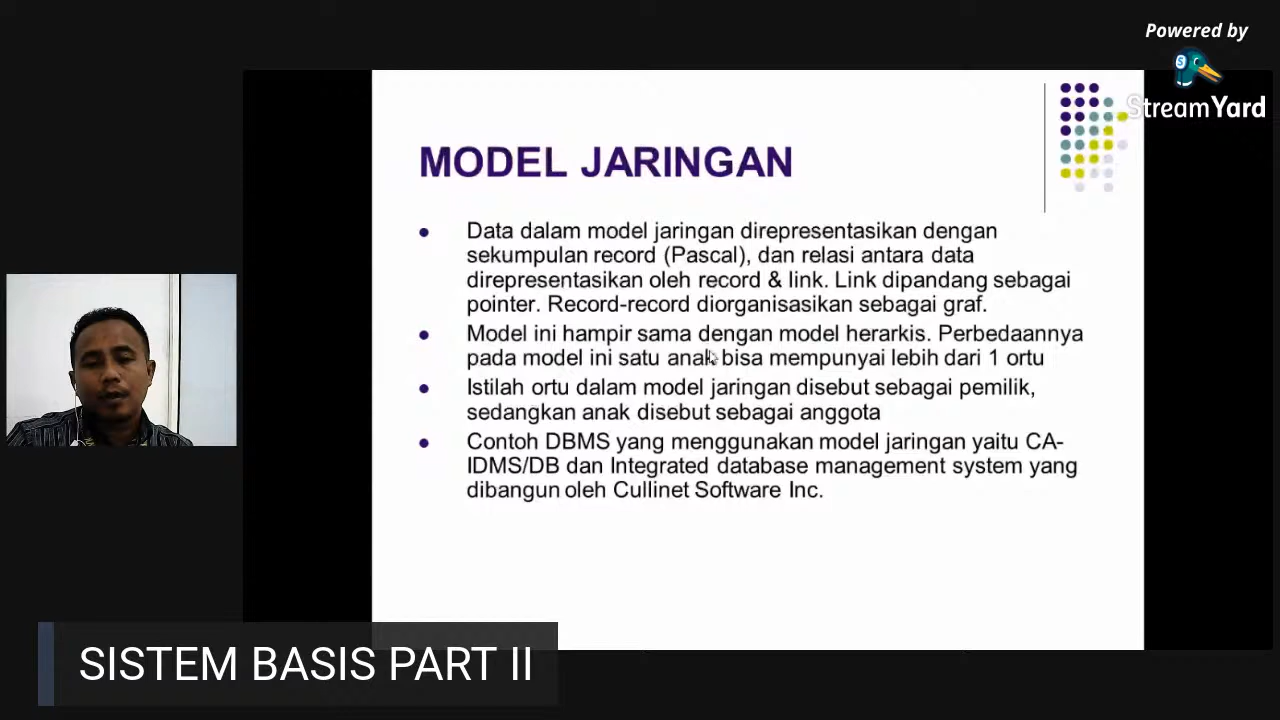 Powered by
StreamYard
MODEL JARINGAN
Data dalam model jaringan direpresentasikan dengan
sekumpulan record (Pascal), dan relasi antara data
direpresentasikan oleh record & link. Link dipandang sebagai
pointer. Record-record diorganisasikan sebagai graf.
Model ini hampir sama dengan model herarkis. Perbedaannya
pada model ini satu anak bisa mempunyai lebih dari 1 ortu
Istilah ortu dalam model jaringan disebut sebagai pemilik,
sedangkan anak disebut sebagai anggota
Contoh DBMS yang menggunakan model jaringan yaitu CA-
IDMS/DB dan Integrated database management system yang
dibangun oleh Cullinet Software Inc.
SISTEM BASIS PART II